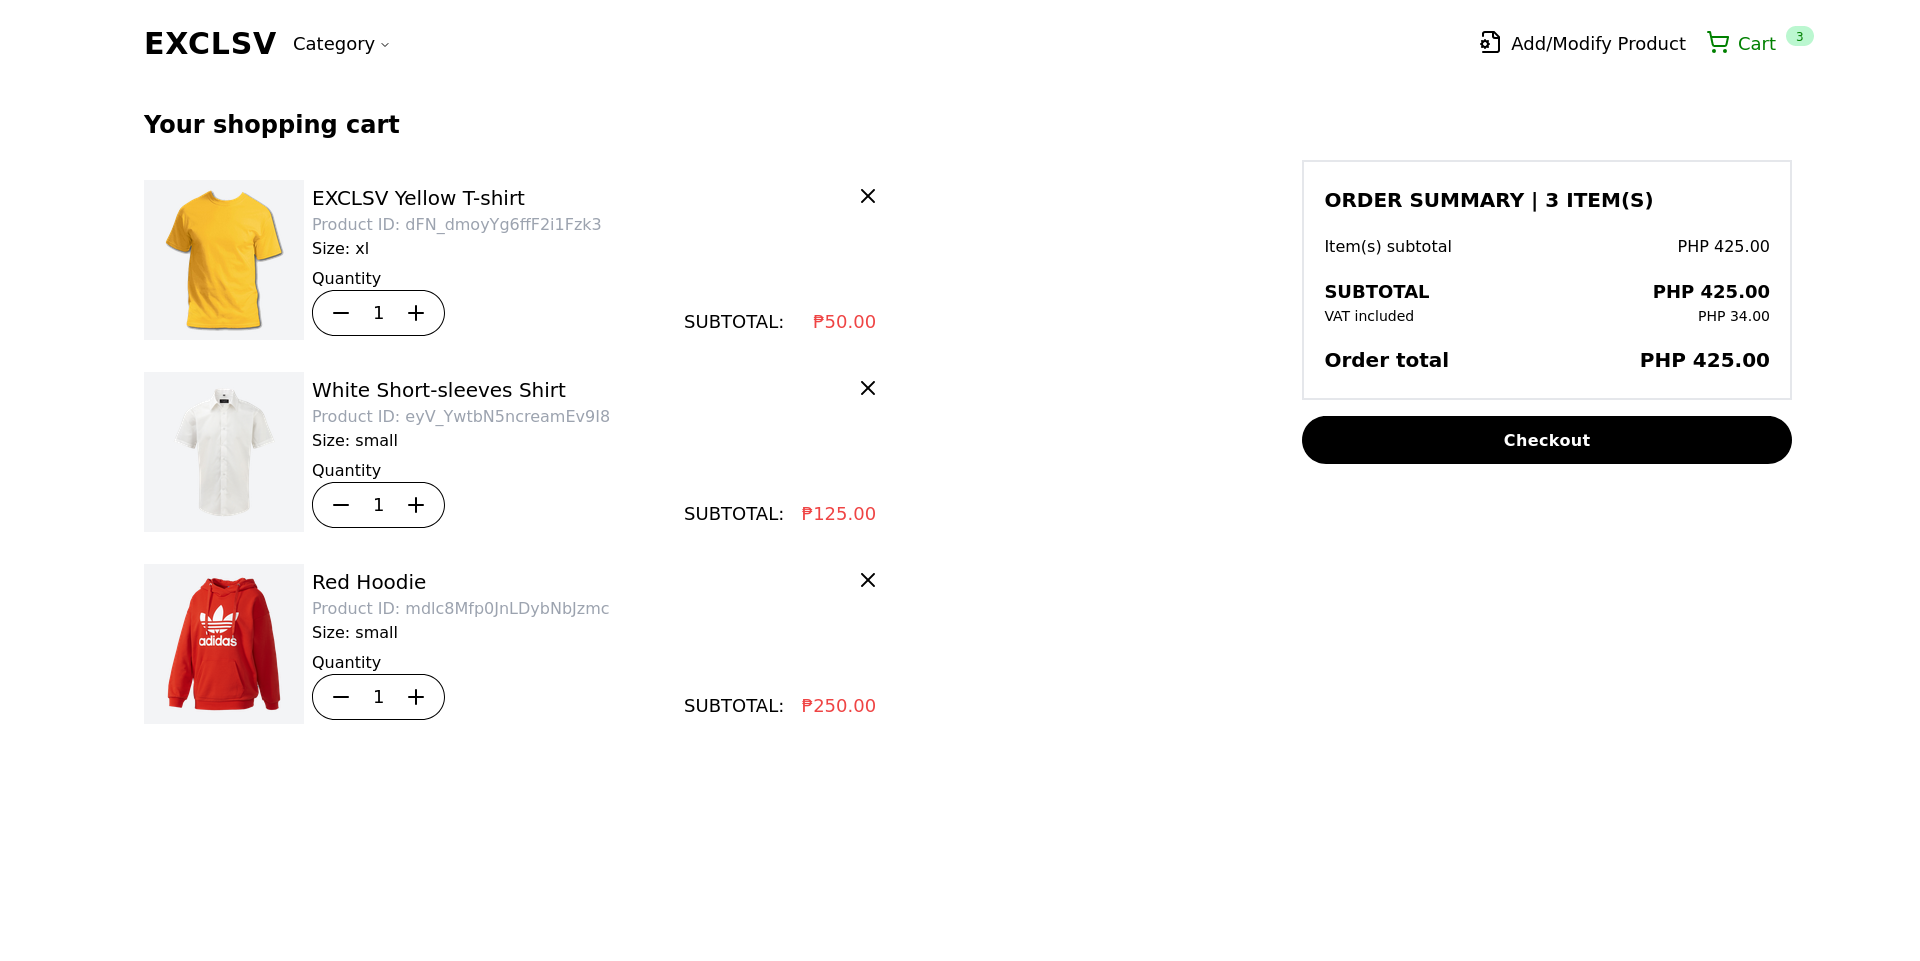 EXCLSV Category Add/Modify Product Cart 3
Your shopping cart
EXCLSV Yellow T-shirt
Product ID: dFN_dmoyYg6ffF2i1Fzk3
Size: xl
Quantity
1
SUBTOTAL: ₱50.00
White Short-sleeves Shirt
Product ID: eyV_YwtbN5ncreamEv9I8
Size: small
Quantity
1
SUBTOTAL: ₱125.00
Red Hoodie
adidas
Product ID: mdlc8Mfp0JnLDybNbJzmc
Size: small
Quantity
1
SUBTOTAL: ₱250.00
ORDER SUMMARY | 3 ITEM(S)
Item(s) subtotal PHP 425.00
SUBTOTAL PHP 425.00
VAT included PHP 34.00
Order total PHP 425.00
Checkout